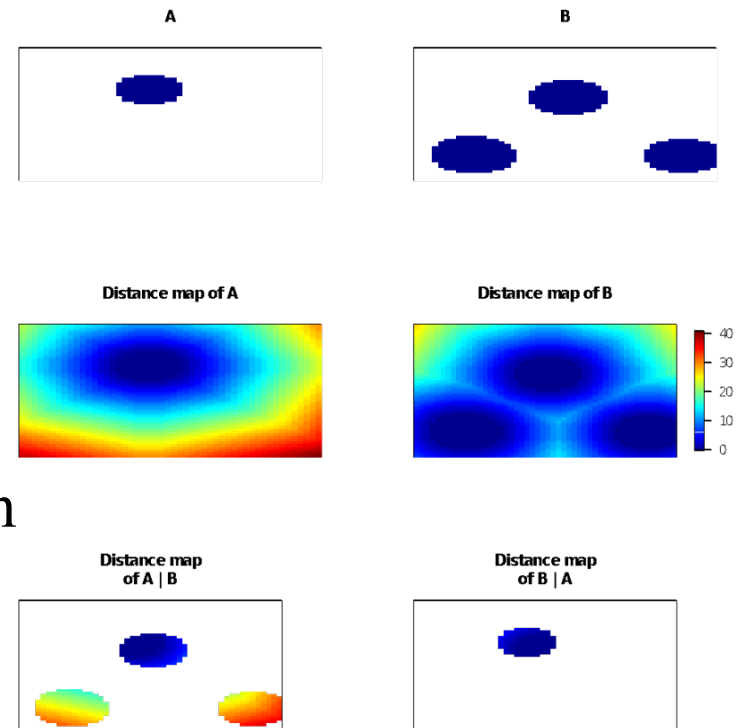 A
B
Distance map of A
Distance map of B
40
30
20
10
0
n
Distance map
of A | B
Distance map
of B | A